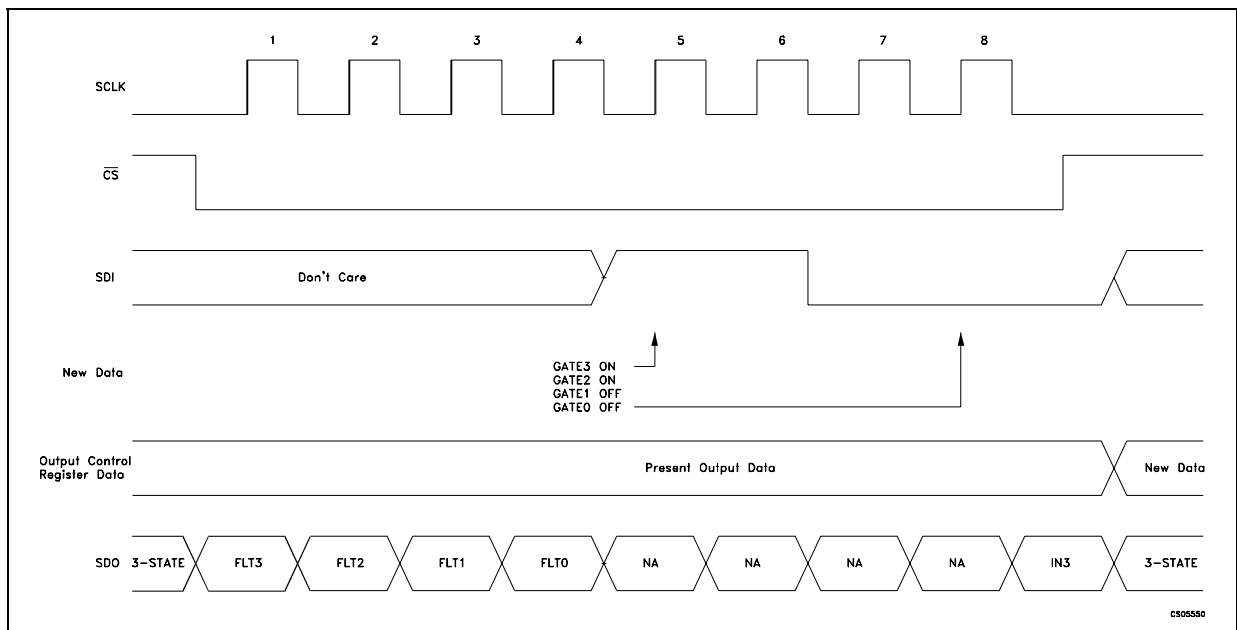 1 2 3 4 5 6 7 8
SCLK
CS
SDI Don't Care
New Data
GATE3 ON
GATE2 ON
GATE1 OFF
GATE0 OFF
Output Control
Register Data
Present Output Data New Data
SDO 3-STATE FLT3 FLT2 FLT1 FLT0 NA NA NA NA IN3 3-STATE
CS05550